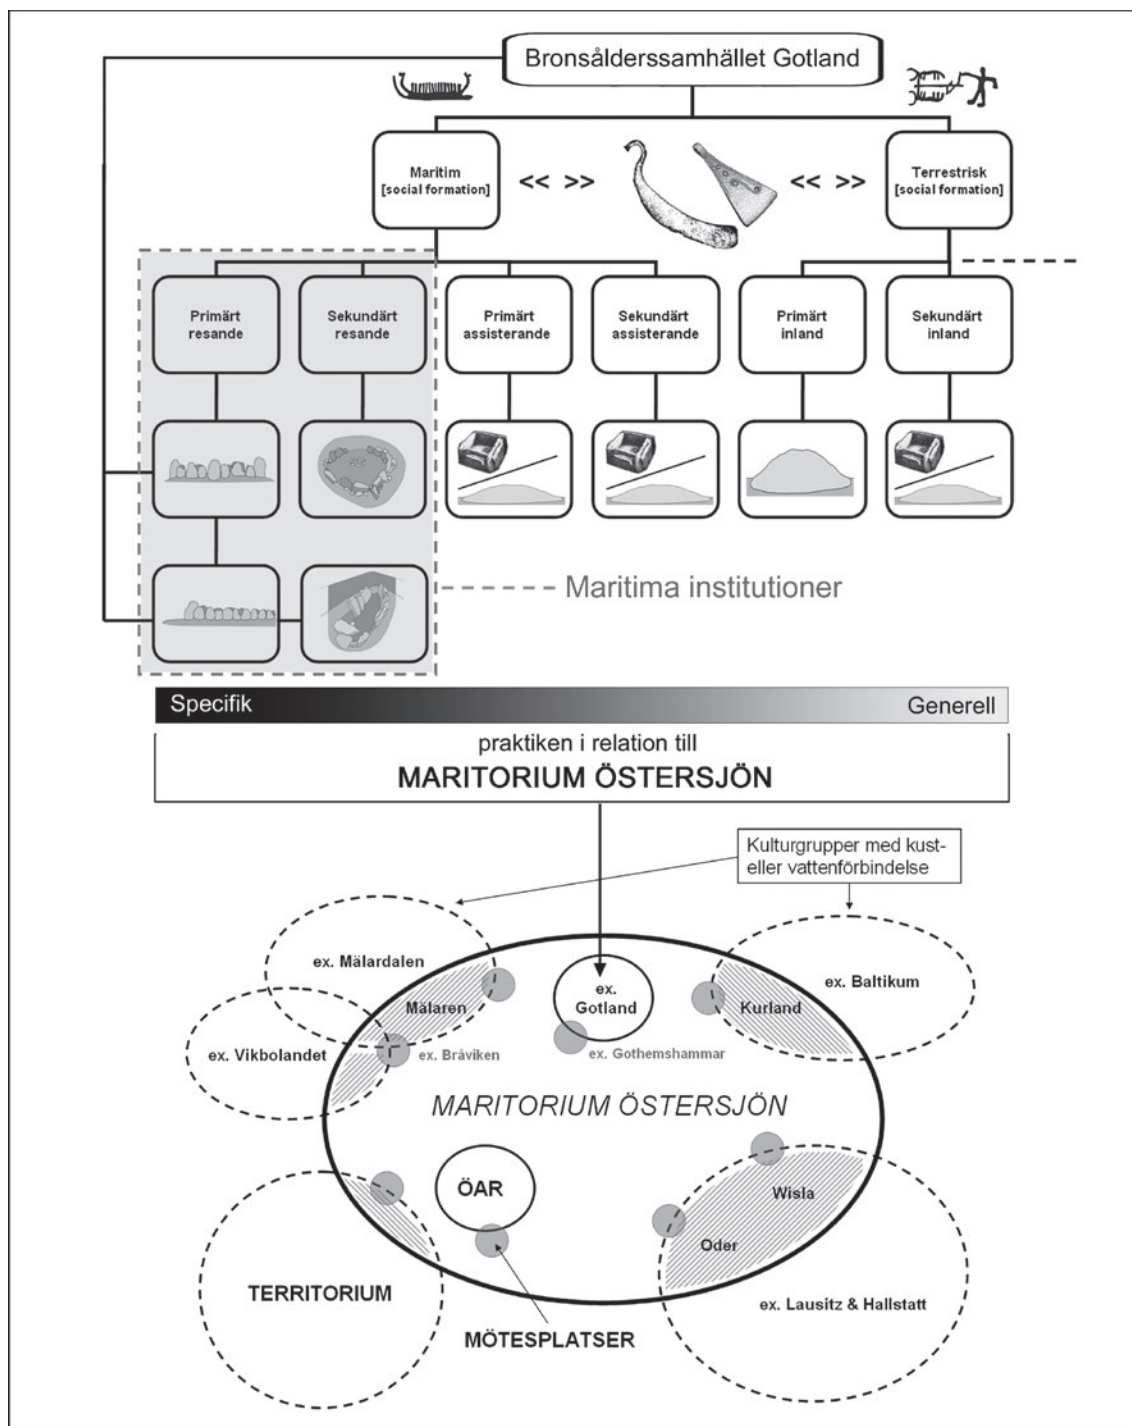 Bronsålderssamhället Gotland
Maritim
[social formation]
<< >>
<< >>
Terrestrisk
[social formation]
Primärt
resande
Sekundärt
resande
Primärt
assisterande
Sekundärt
assisterande
Primärt
inland
Sekundärt
inland
Maritima institutioner
Specifik
Generell
praktiken i relation till
MARITORIUM ÖSTERSJÖN
Kulturgrupper med kust-
eller vattenförbindelse
ex. Mälardalen
Mälaren
ex.
Gotland
Kurland
ex. Baltikum
ex. Vikbolandet
ex. Bråviken
ex. Gothemshammar
MARITORIUM ÖSTERSJÖN
ÖAR
Wisla
Oder
TERRITORIUM
ex. Lausitz & Hallstatt
MÖTESPLATSER